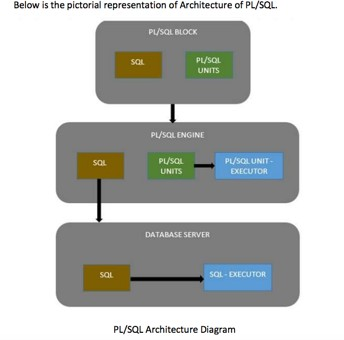 Below is the pictorial representation of Architecture of PL/SQL.
PL/SQL BLOCK
SQL
PL/SQL
UNITS
PL/SQL ENGINE
SQL
PL/SQL
UNITS
PL/SQL UNIT -
EXECUTOR
DATABASE SERVER
SQL
SQL - EXECUTOR
PL/SQL Architecture Diagram